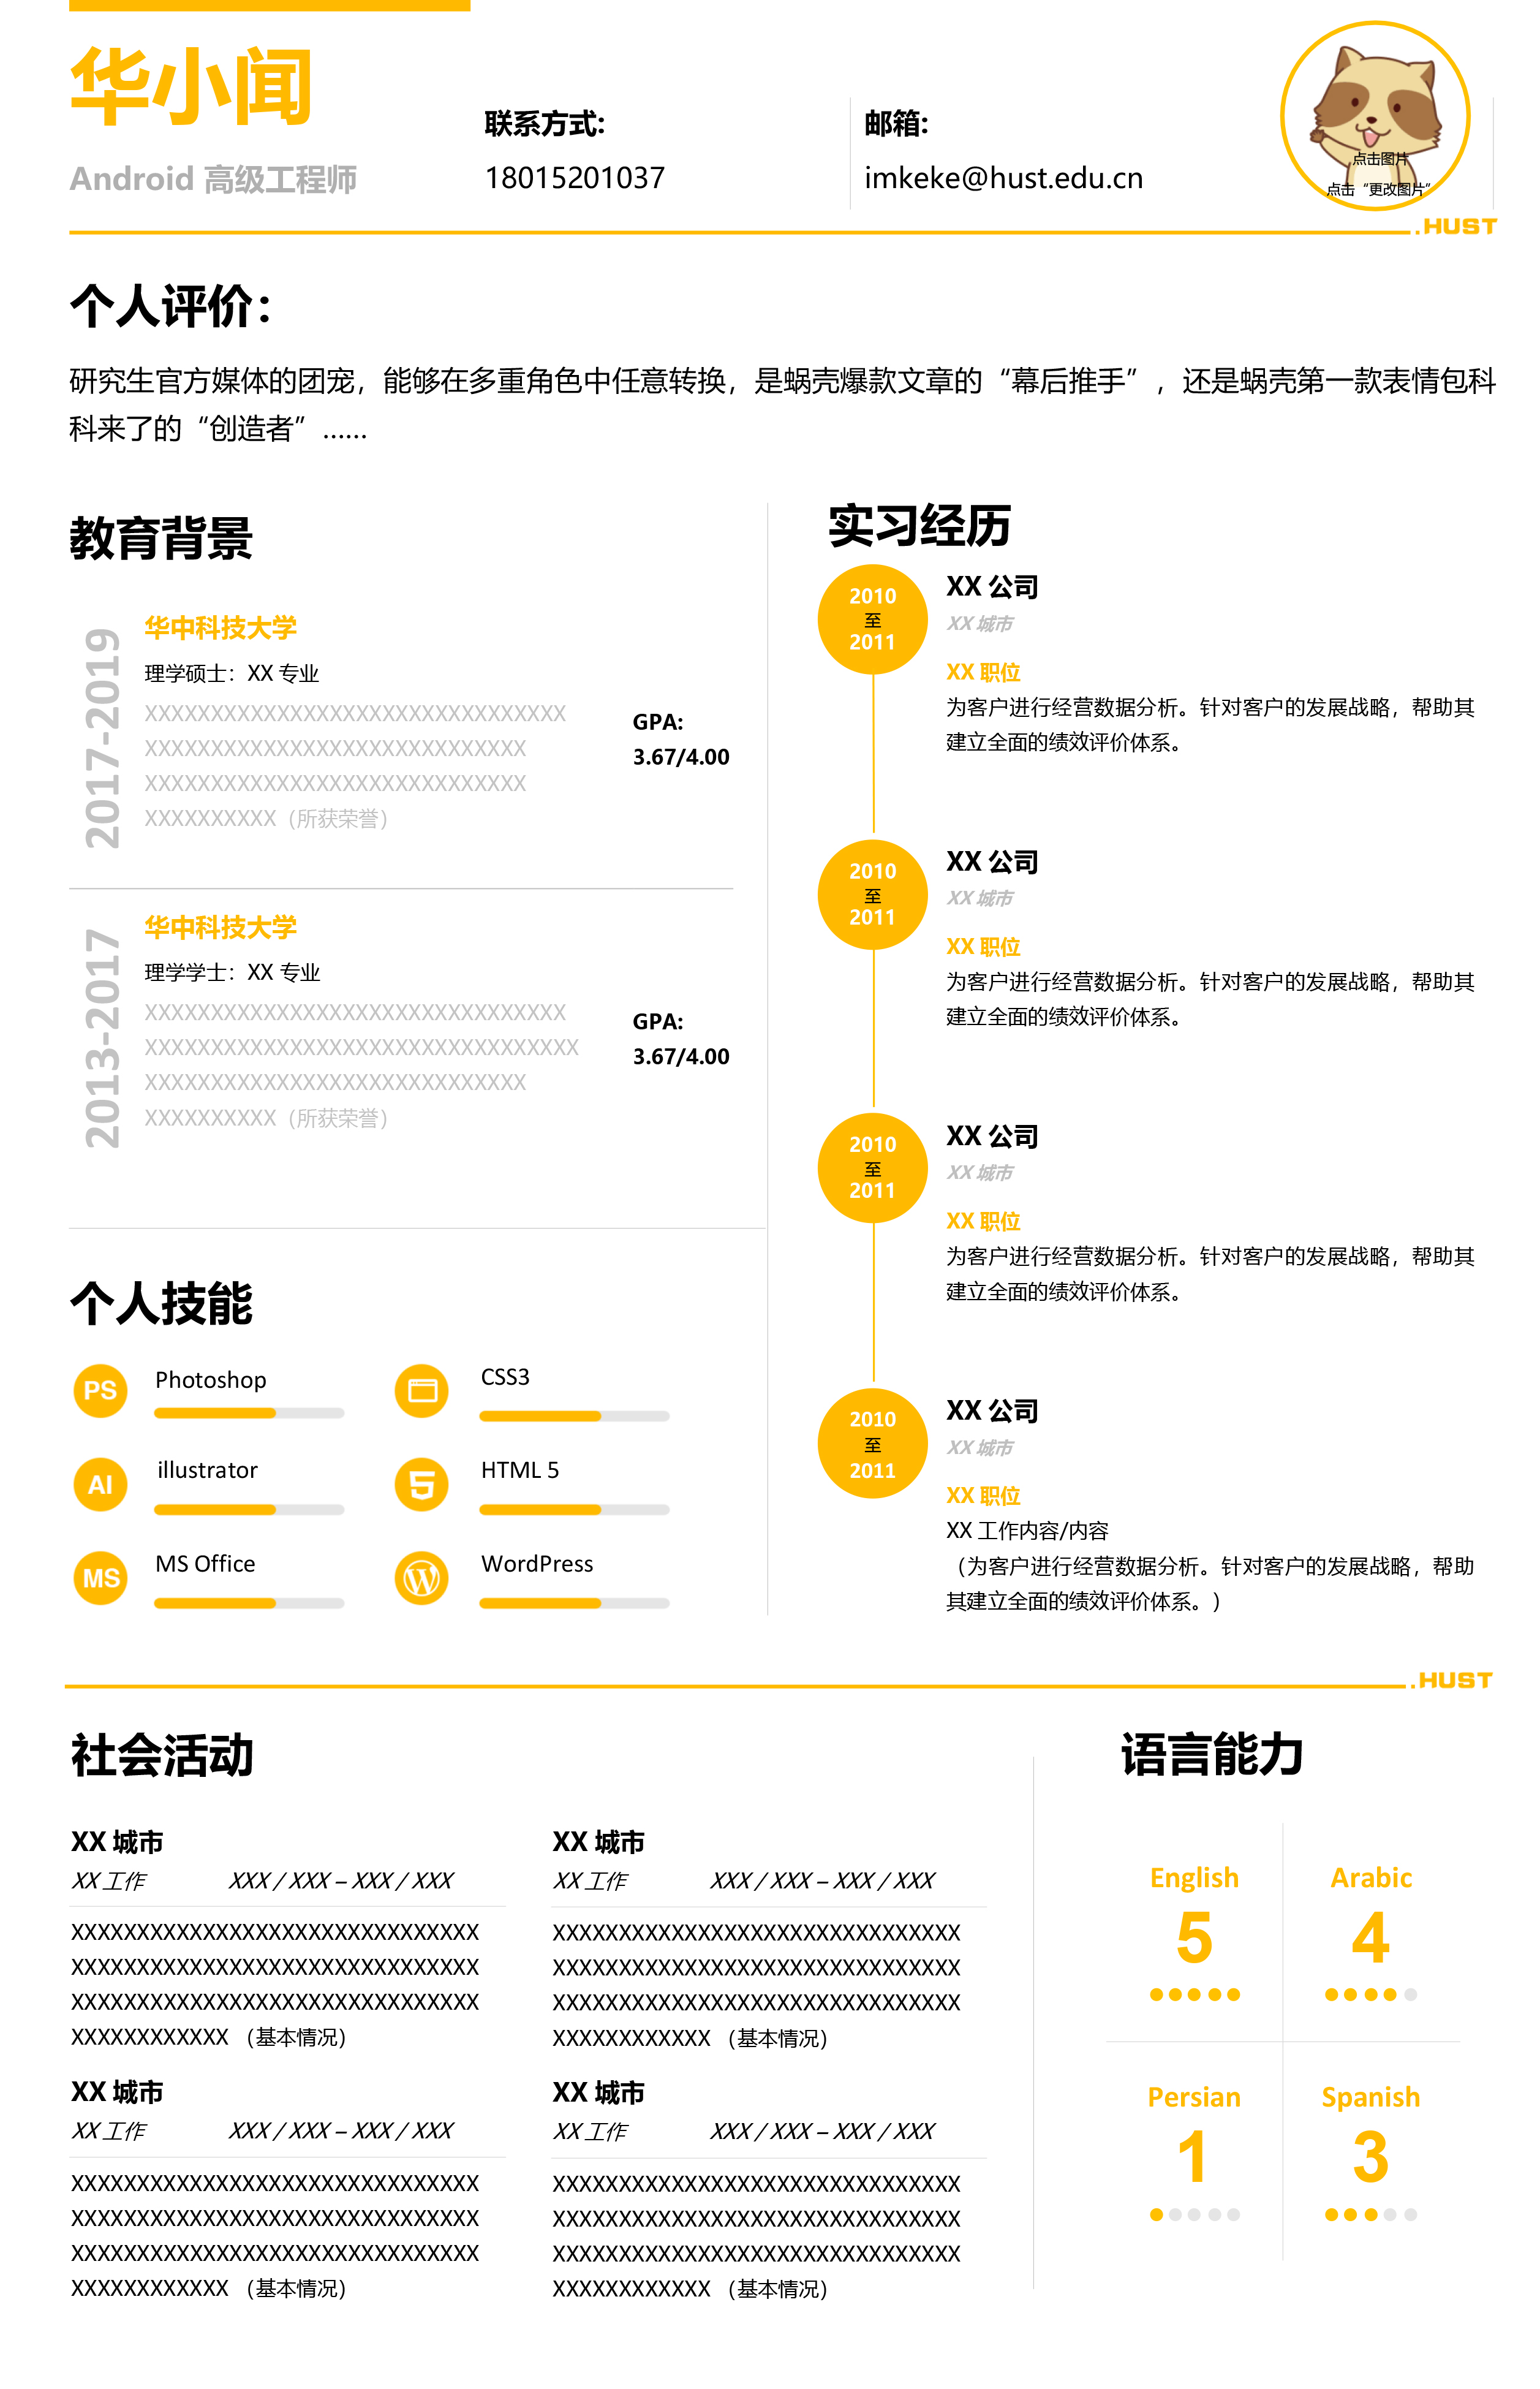 华小闻
Android 高级工程师
联系方式:
18015201037
邮箱:
imkeke@hust.edu.cn
点击图片
点击“更改图片”
.HUST
个人评价：
研究生官方媒体的团宠，能够在多重角色中任意转换，是蜗壳爆款文章的“幕后推手”，还是蜗壳第一款表情包科
科来了的“创造者”……
教育背景
2017-2019
华中科技大学
理学硕士：XX 专业
XXXXXXXXXXXXXXXXXXXXXXXXXXXXXXXX
XXXXXXXXXXXXXXXXXXXXXXXXXXXXX
XXXXXXXXXXXXXXXXXXXXXXXXXXXXX
XXXXXXXXXX（所获荣誉）
GPA:
3.67/4.00
2013-2017
华中科技大学
理学学士：XX 专业
XXXXXXXXXXXXXXXXXXXXXXXXXXXXXXXX
XXXXXXXXXXXXXXXXXXXXXXXXXXXXXXXXX
XXXXXXXXXXXXXXXXXXXXXXXXXXXXX
XXXXXXXXXX（所获荣誉）
GPA:
3.67/4.00
个人技能
PS
Photoshop
CSS3
AI
illustrator
5
HTML 5
MS
MS Office
W
WordPress
实习经历
2010
至
2011
XX 公司
XX 城市
XX 职位
为客户进行经营数据分析。针对客户的发展战略，帮助其
建立全面的绩效评价体系。
2010
至
2011
XX 公司
XX 城市
XX 职位
为客户进行经营数据分析。针对客户的发展战略，帮助其
建立全面的绩效评价体系。
2010
至
2011
XX 公司
XX 城市
XX 职位
为客户进行经营数据分析。针对客户的发展战略，帮助其
建立全面的绩效评价体系。
2010
至
2011
XX 公司
XX 城市
XX 职位
XX 工作内容/内容
（为客户进行经营数据分析。针对客户的发展战略，帮助
其建立全面的绩效评价体系。）
.HUST
社会活动
XX 城市
XX 工作 XXX / XXX – XXX / XXX
XXXXXXXXXXXXXXXXXXXXXXXXXXXXXXX
XXXXXXXXXXXXXXXXXXXXXXXXXXXXXXX
XXXXXXXXXXXXXXXXXXXXXXXXXXXXXXX
XXXXXXXXXXXX （基本情况）
XX 城市
XX 工作 XXX / XXX – XXX / XXX
XXXXXXXXXXXXXXXXXXXXXXXXXXXXXXX
XXXXXXXXXXXXXXXXXXXXXXXXXXXXXXX
XXXXXXXXXXXXXXXXXXXXXXXXXXXXXXX
XXXXXXXXXXXX （基本情况）
XX 城市
XX 工作 XXX / XXX – XXX / XXX
XXXXXXXXXXXXXXXXXXXXXXXXXXXXXXX
XXXXXXXXXXXXXXXXXXXXXXXXXXXXXXX
XXXXXXXXXXXXXXXXXXXXXXXXXXXXXXX
XXXXXXXXXXXX （基本情况）
XX 城市
XX 工作 XXX / XXX – XXX / XXX
XXXXXXXXXXXXXXXXXXXXXXXXXXXXXXX
XXXXXXXXXXXXXXXXXXXXXXXXXXXXXXX
XXXXXXXXXXXXXXXXXXXXXXXXXXXXXXX
XXXXXXXXXXXX （基本情况）
语言能力
English
5
Arabic
4
Persian
1
Spanish
3